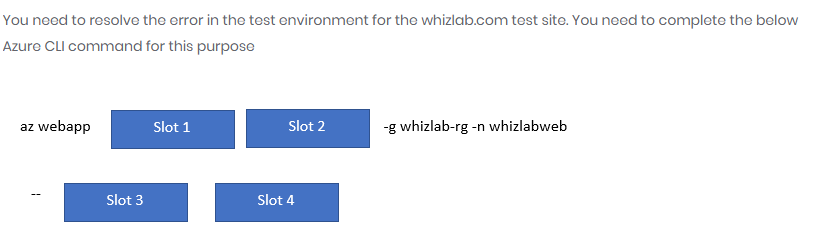 You need to resolve the error in the test environment for the whizlab.com test site. You need to complete the below
Azure CLI command for this purpose
az webapp Slot 1 Slot 2 -g whizlab-rg -n whizlabweb
-- Slot 3 Slot 4